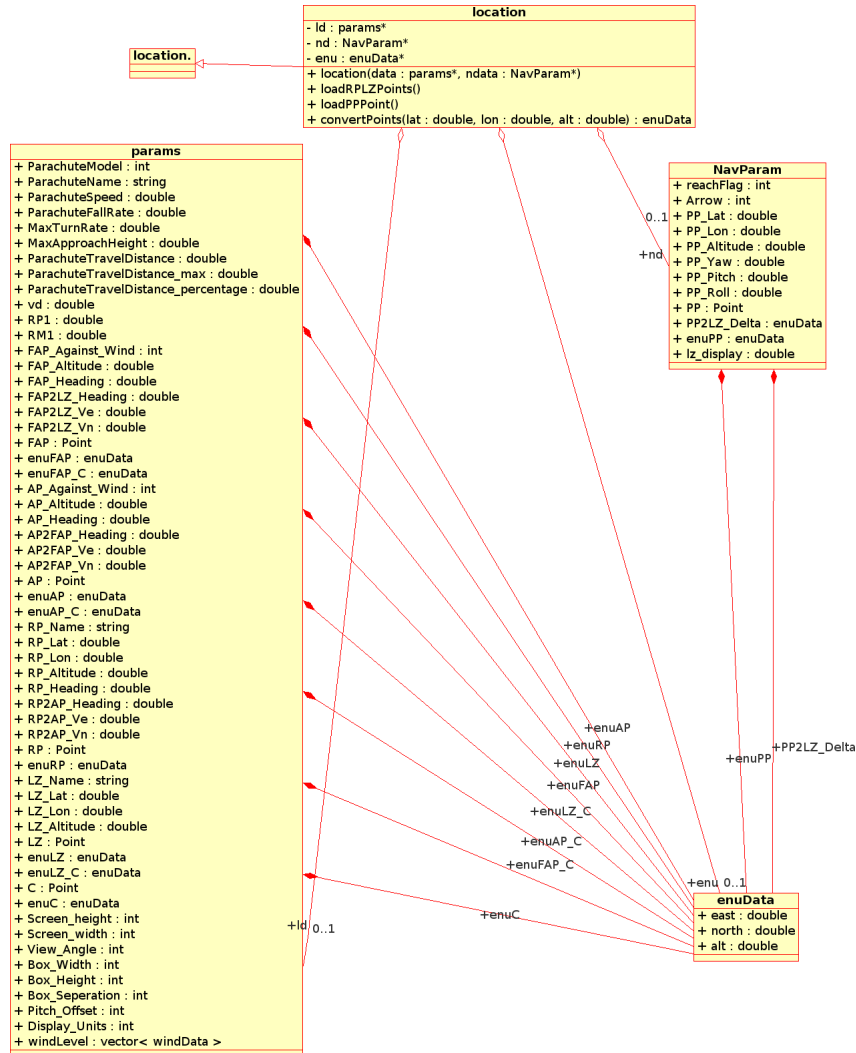 location
- ld : params*
- nd : NavParam*
- enu : enuData*
+ location(data : params*, ndata : NavParam*)
+ loadRPLZPoints()
+ loadPPPoint()
+ convertPoints(lat : double, lon : double, alt : double) : enuData
location.
params
+ ParachuteModel : int
+ ParachuteName : string
+ ParachuteSpeed : double
+ ParachuteFallRate : double
+ MaxTurnRate : double
+ MaxApproachHeight : double
+ ParachuteTravelDistance : double
+ ParachuteTravelDistance_max : double
+ ParachuteTravelDistance_percentage : double
+ vd : double
+ RP1 : double
+ RM1 : double
+ FAP_Against_Wind : int
+ FAP_Altitude : double
+ FAP_Heading : double
+ FAP2LZ_Heading : double
+ FAP2LZ_Ve : double
+ FAP2LZ_Vn : double
+ FAP : Point
+ enuFAP : enuData
+ enuFAP_C : enuData
+ AP_Against_Wind : int
+ AP_Altitude : double
+ AP_Heading : double
+ AP2FAP_Heading : double
+ AP2FAP_Ve : double
+ AP2FAP_Vn : double
+ AP : Point
+ enuAP : enuData
+ enuAP_C : enuData
+ RP_Name : string
+ RP_Lat : double
+ RP_Lon : double
+ RP_Altitude : double
+ RP_Heading : double
+ RP2AP_Heading : double
+ RP2AP_Ve : double
+ RP2AP_Vn : double
+ RP : Point
+ enuRP : enuData
+ LZ_Name : string
+ LZ_Lat : double
+ LZ_Lon : double
+ LZ_Altitude : double
+ LZ : Point
+ enuLZ : enuData
+ enuLZ_C : enuData
+ C : Point
+ enuC : enuData
+ Screen_height : int
+ Screen_width : int
+ View_Angle : int
+ Box_Width : int
+ Box_Height : int
+ Box_Seperation : int
+ Pitch_Offset : int
+ Display_Units : int
+ windLevel : vector< windData >
NavParam
+ reachFlag : int
+ Arrow : int
+ PP_Lat : double
+ PP_Lon : double
+ PP_Altitude : double
+ PP_Yaw : double
+ PP_Pitch : double
+ PP_Roll : double
+ PP : Point
+ PP2LZ_Delta : enuData
+ enuPP : enuData
+ lz_display : double
0..1
+nd
+enuAP
+enuRP
+enuLZ
+enuFAP
+enuLZ_C
+enuAP_C
+enuFAP_C
+enuC
+PP2LZ_Delta
+enuPP
+enu 0..1
+ld 0..1
enuData
+ east : double
+ north : double
+ alt : double